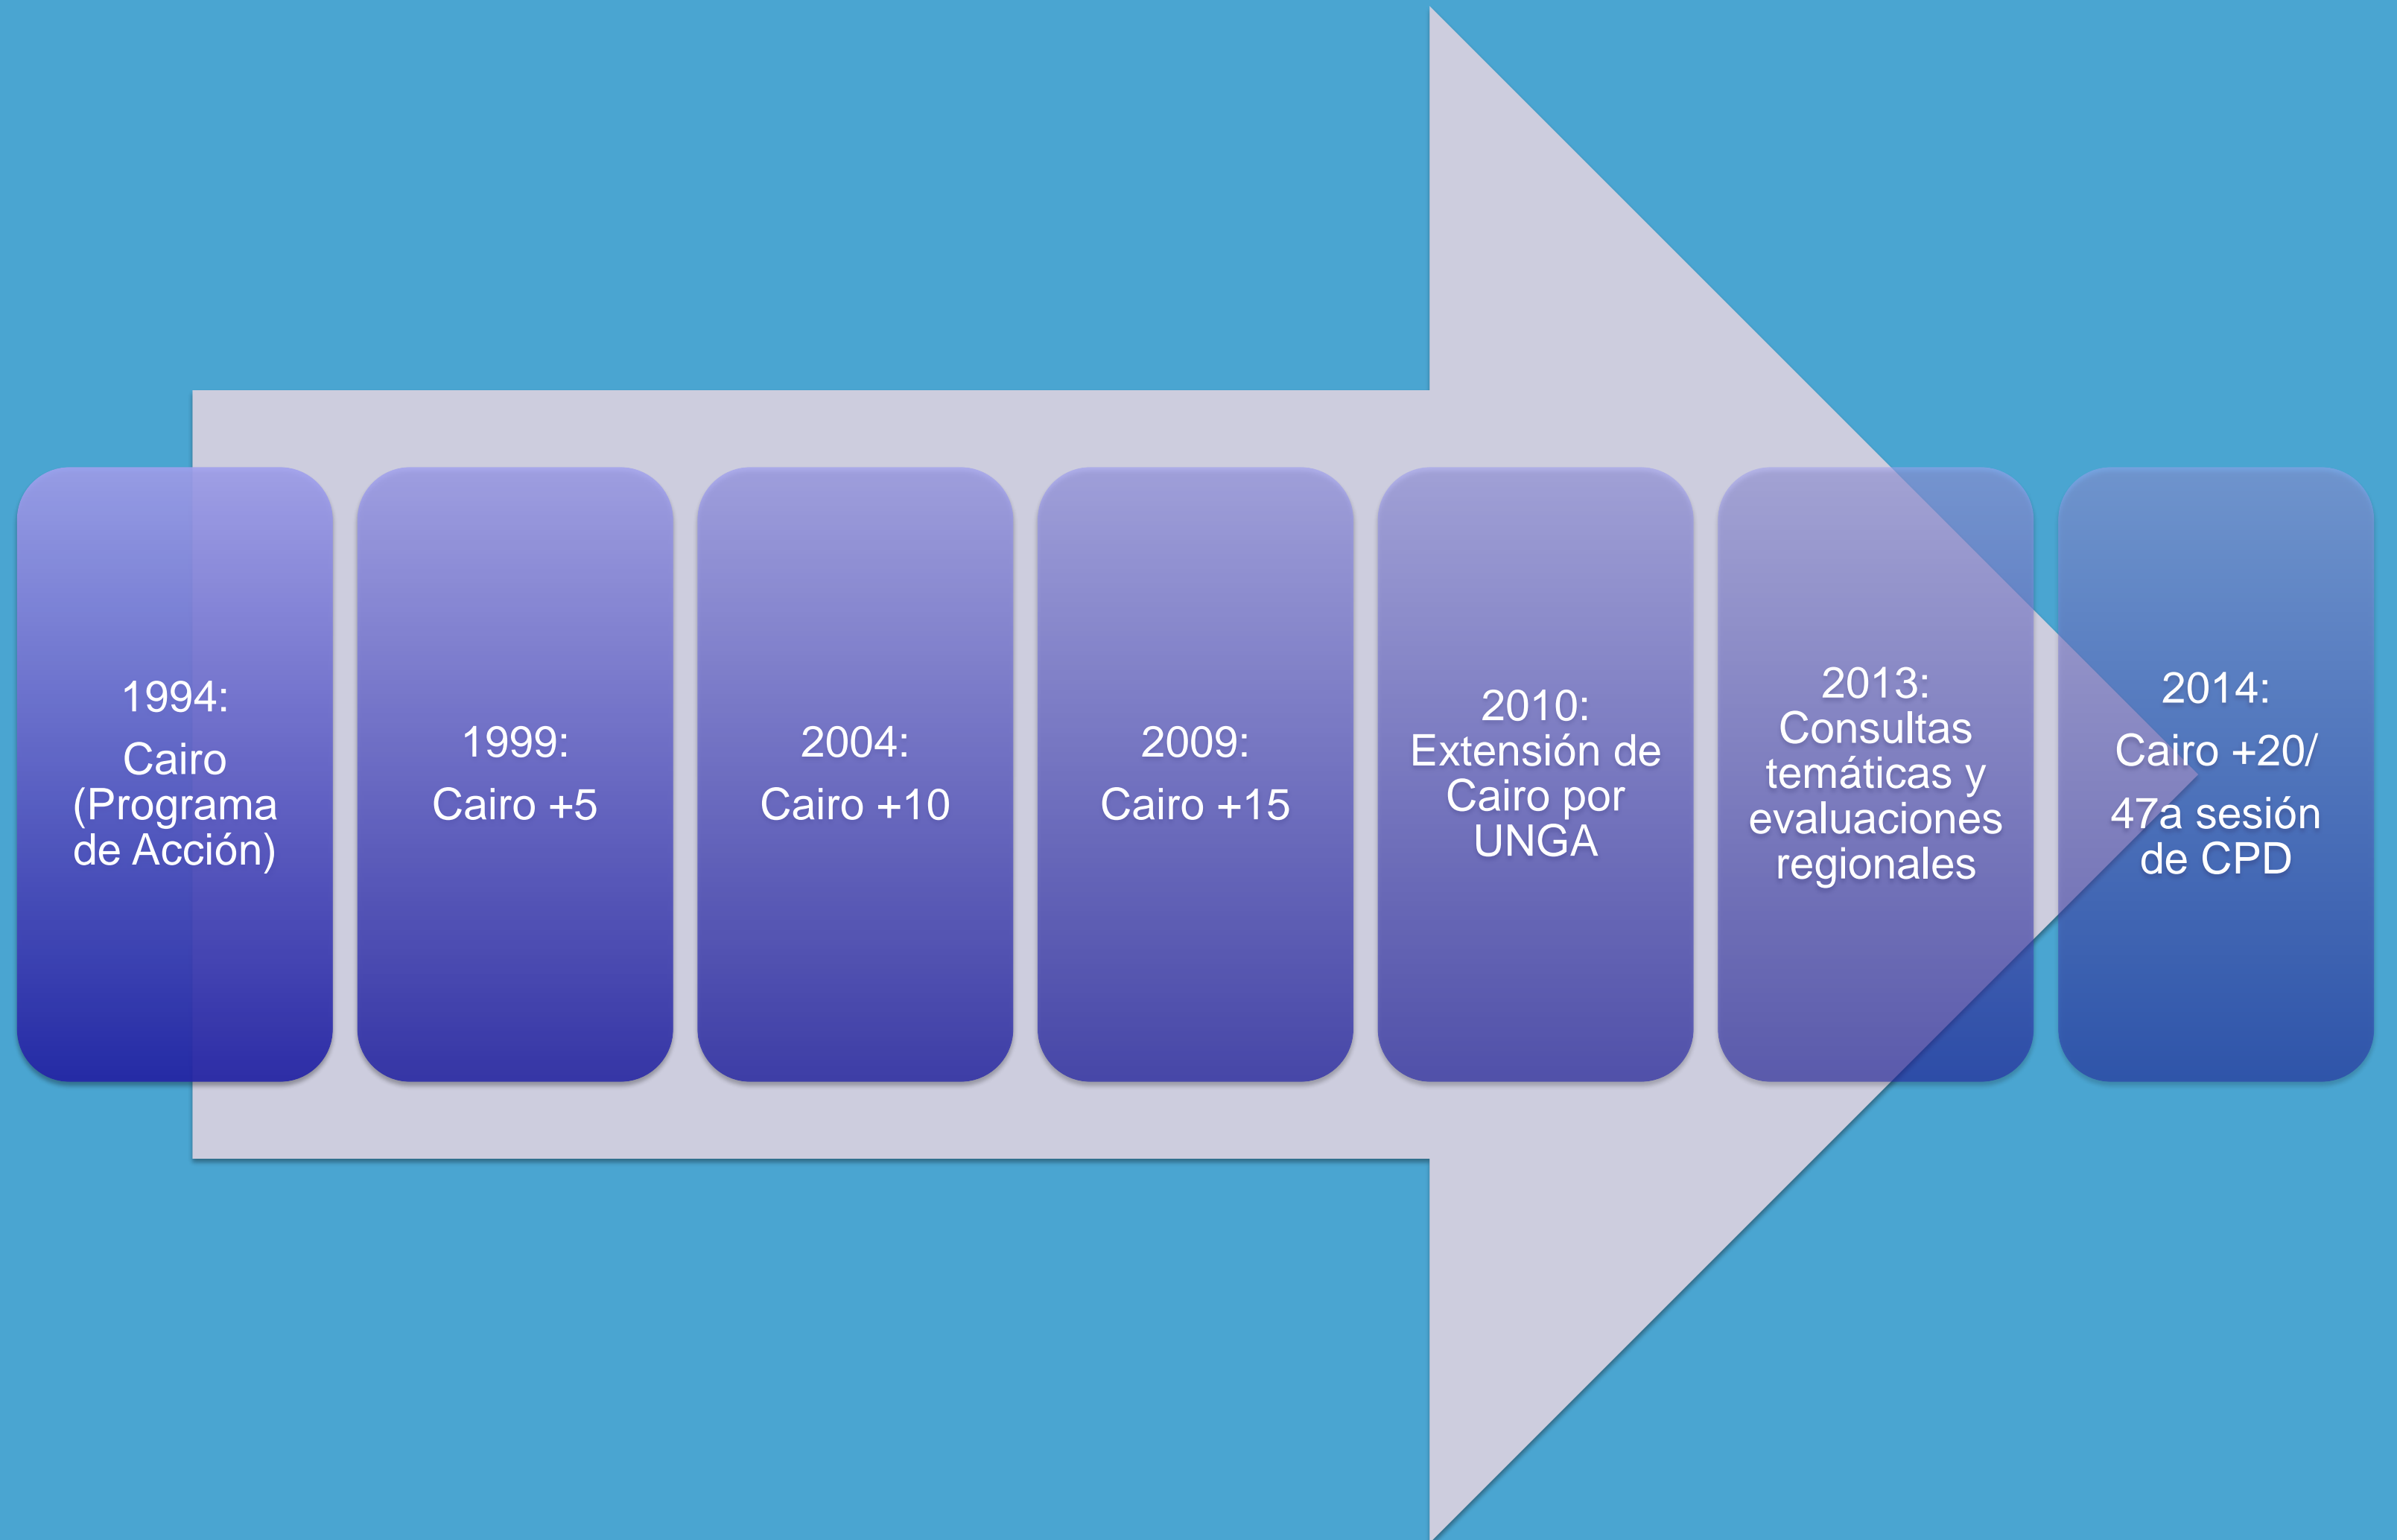 1994:
Cairo
(Programa
de Acción)
1999:
Cairo +5
2004:
Cairo +10
2009:
Cairo +15
2010:
Extensión de
Cairo por
UNGA
2013:
Consultas
temáticas y
evaluaciones
regionales
2014:
Cairo +20/
47a sesión
de CPD